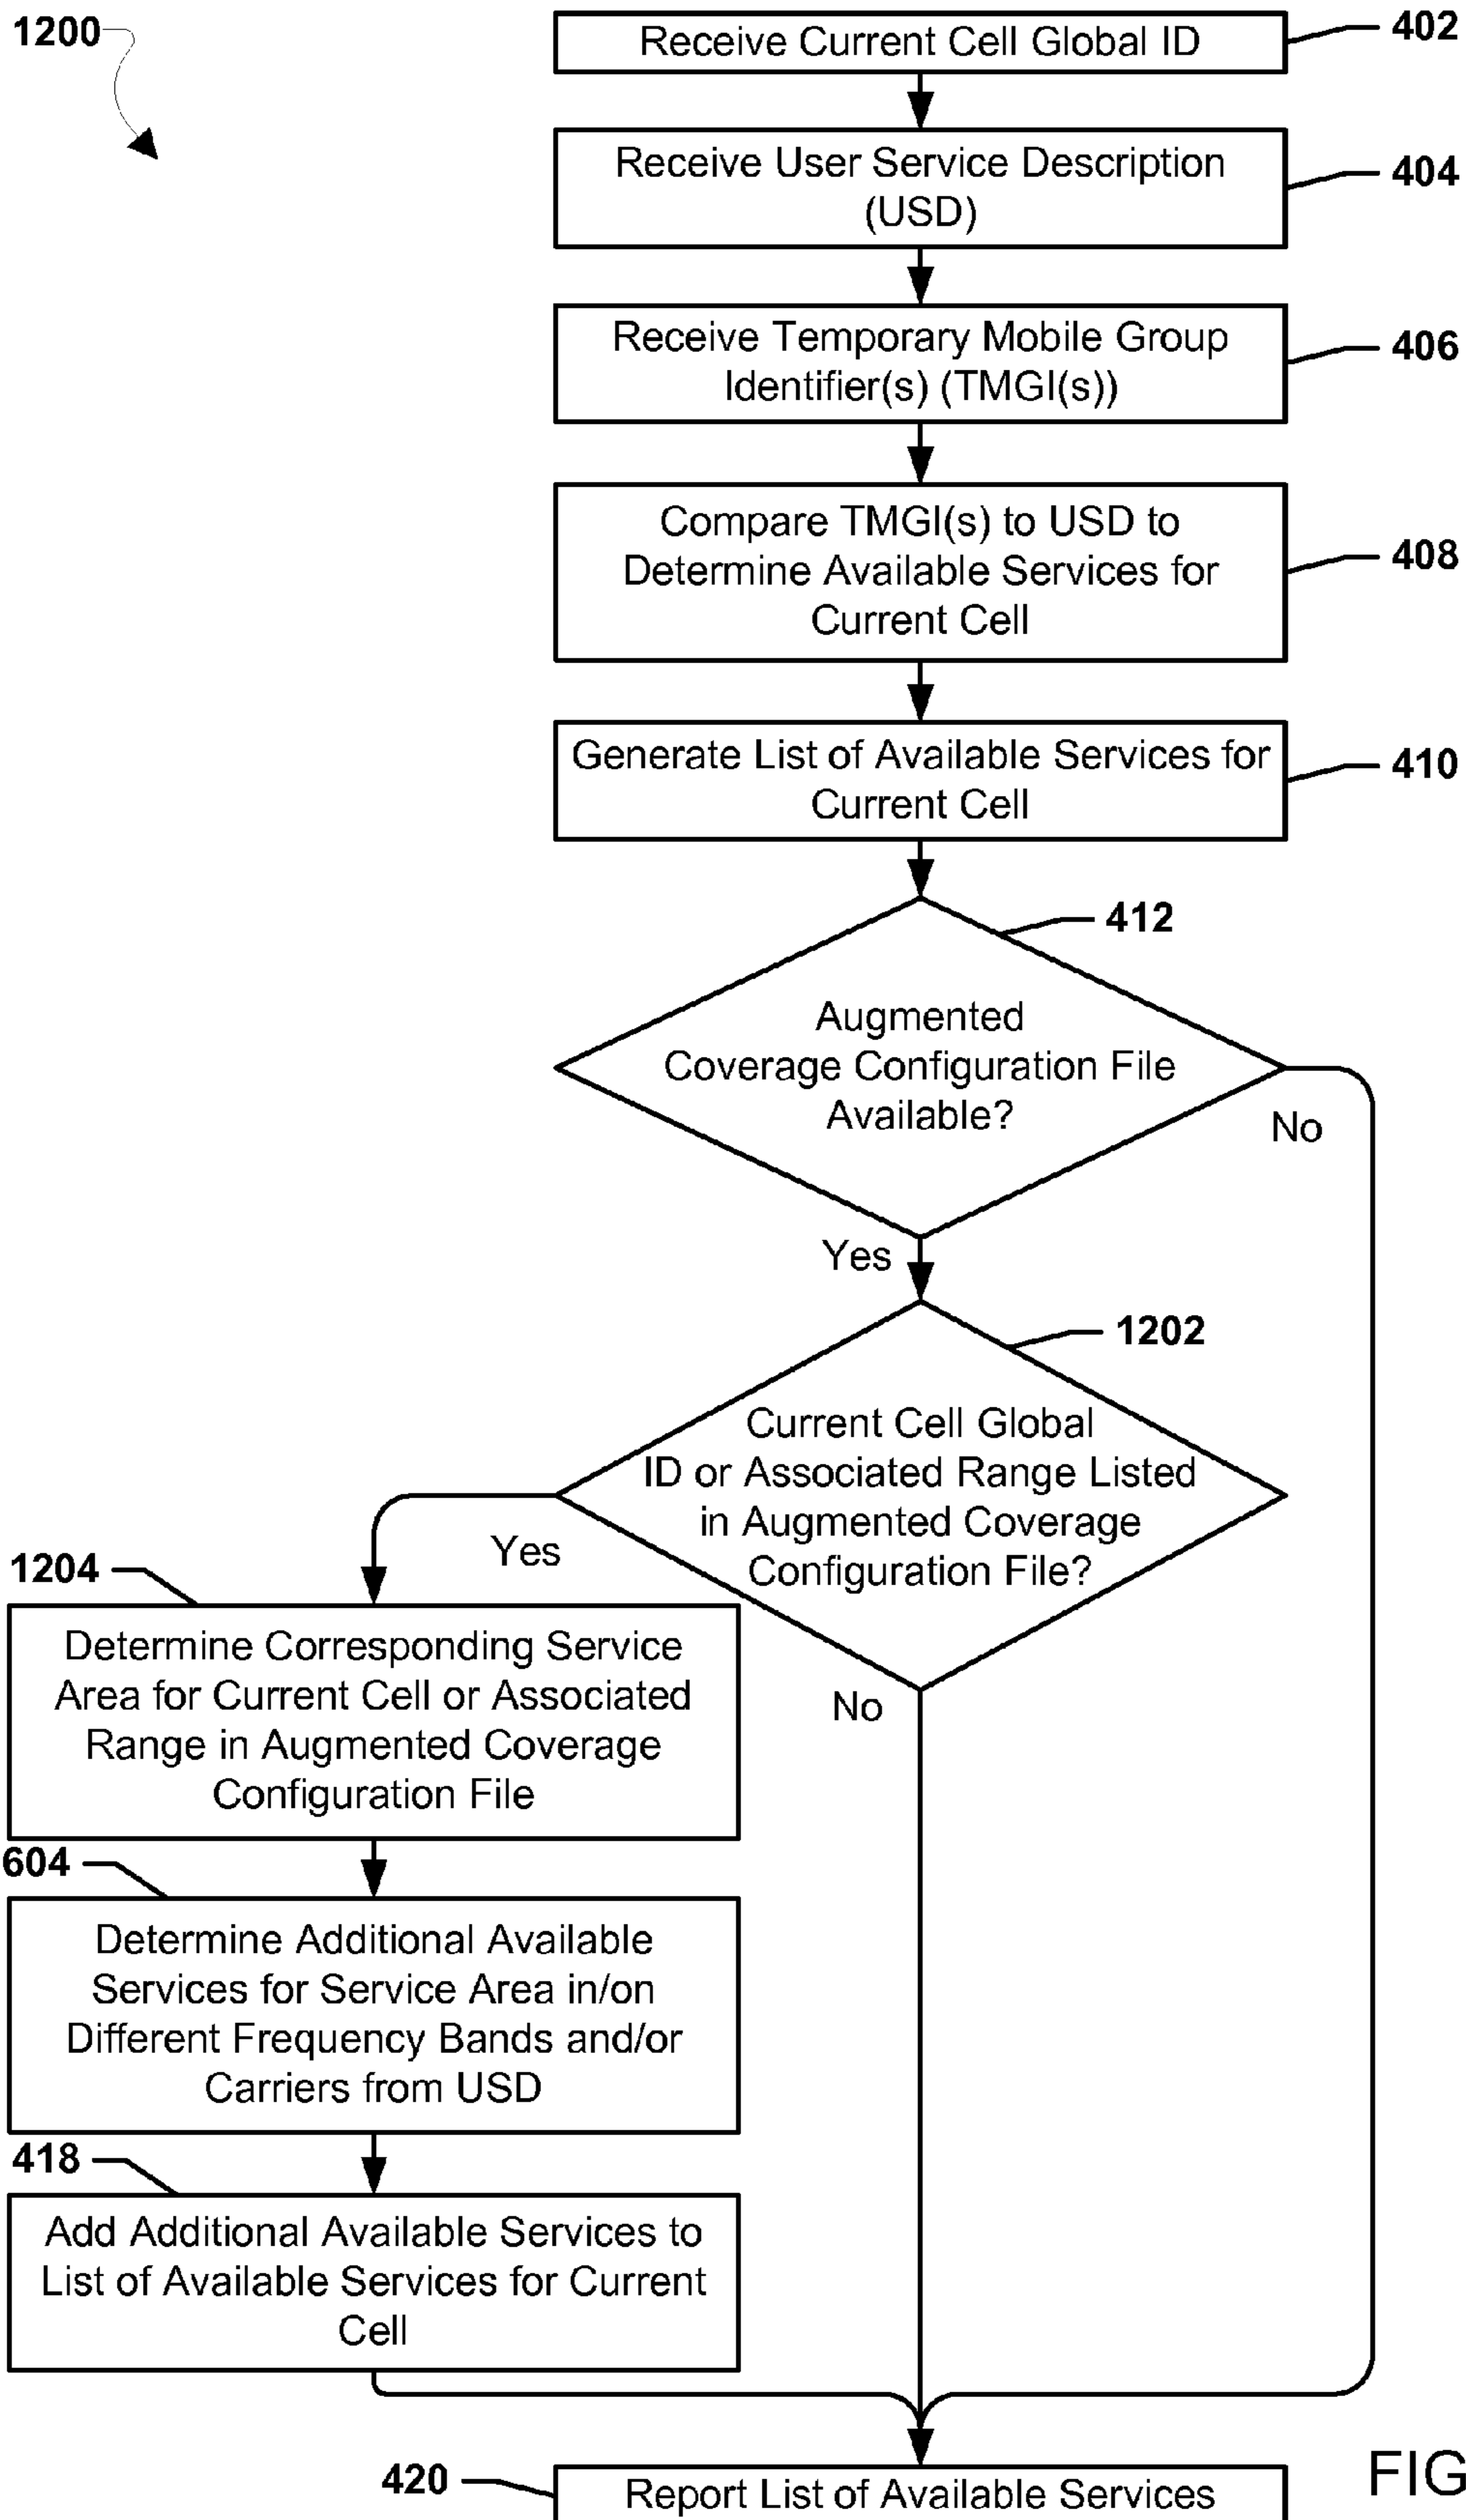 1200
Receive Current Cell Global ID
402
Receive User Service Description
(USD)
404
Receive Temporary Mobile Group
Identifier(s) (TMGI(s))
406
Compare TMGI(s) to USD to
Determine Available Services for
Current Cell
408
Generate List of Available Services for
Current Cell
410
412
Augmented
Coverage Configuration File
Available?
No
Yes
1202
Current Cell Global
ID or Associated Range Listed
in Augmented Coverage
Configuration File?
Yes
No
1204
Determine Corresponding Service
Area for Current Cell or Associated
Range in Augmented Coverage
Configuration File
604
Determine Additional Available
Services for Service Area in/on
Different Frequency Bands and/or
Carriers from USD
418
Add Additional Available Services to
List of Available Services for Current
Cell
420
Report List of Available Services
FIG